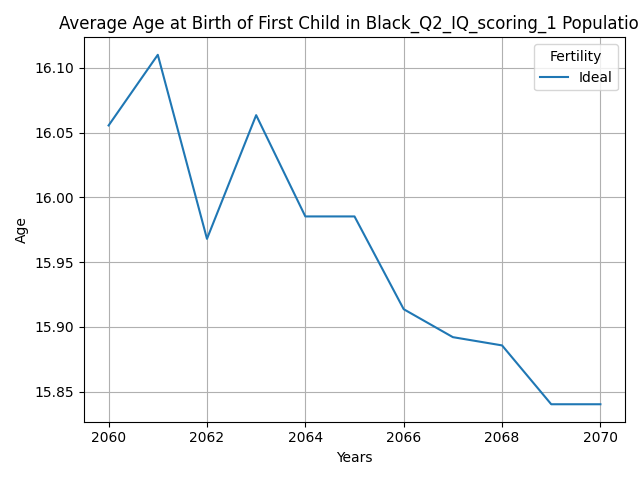 Average Age at Birth of First Child in Black_Q2_IQ_scoring_1 Populatio
Fertility
Ideal
16.10
16.05
16.00
15.95
15.90
15.85
Age
2060 2062 2064 2066 2068 2070
Years